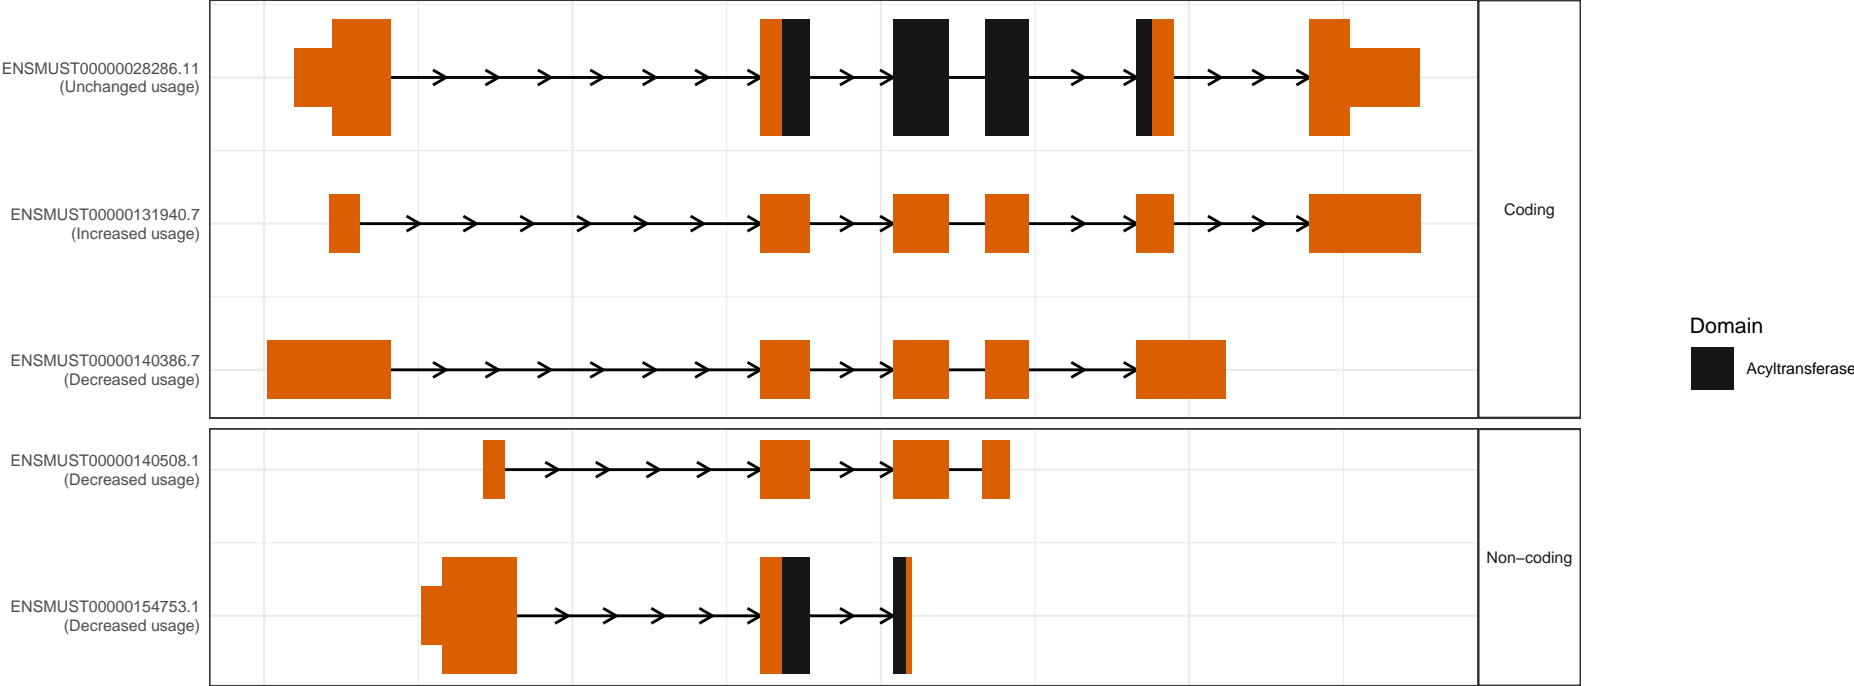 ENSMUST00000028286.11
(Unchanged usage)
ENSMUST00000131940.7
(Increased usage)
ENSMUST00000140386.7
(Decreased usage)
Coding
ENSMUST00000140508.1
(Decreased usage)
ENSMUST00000154753.1
(Decreased usage)
Non−coding
Domain
Acyltransferase